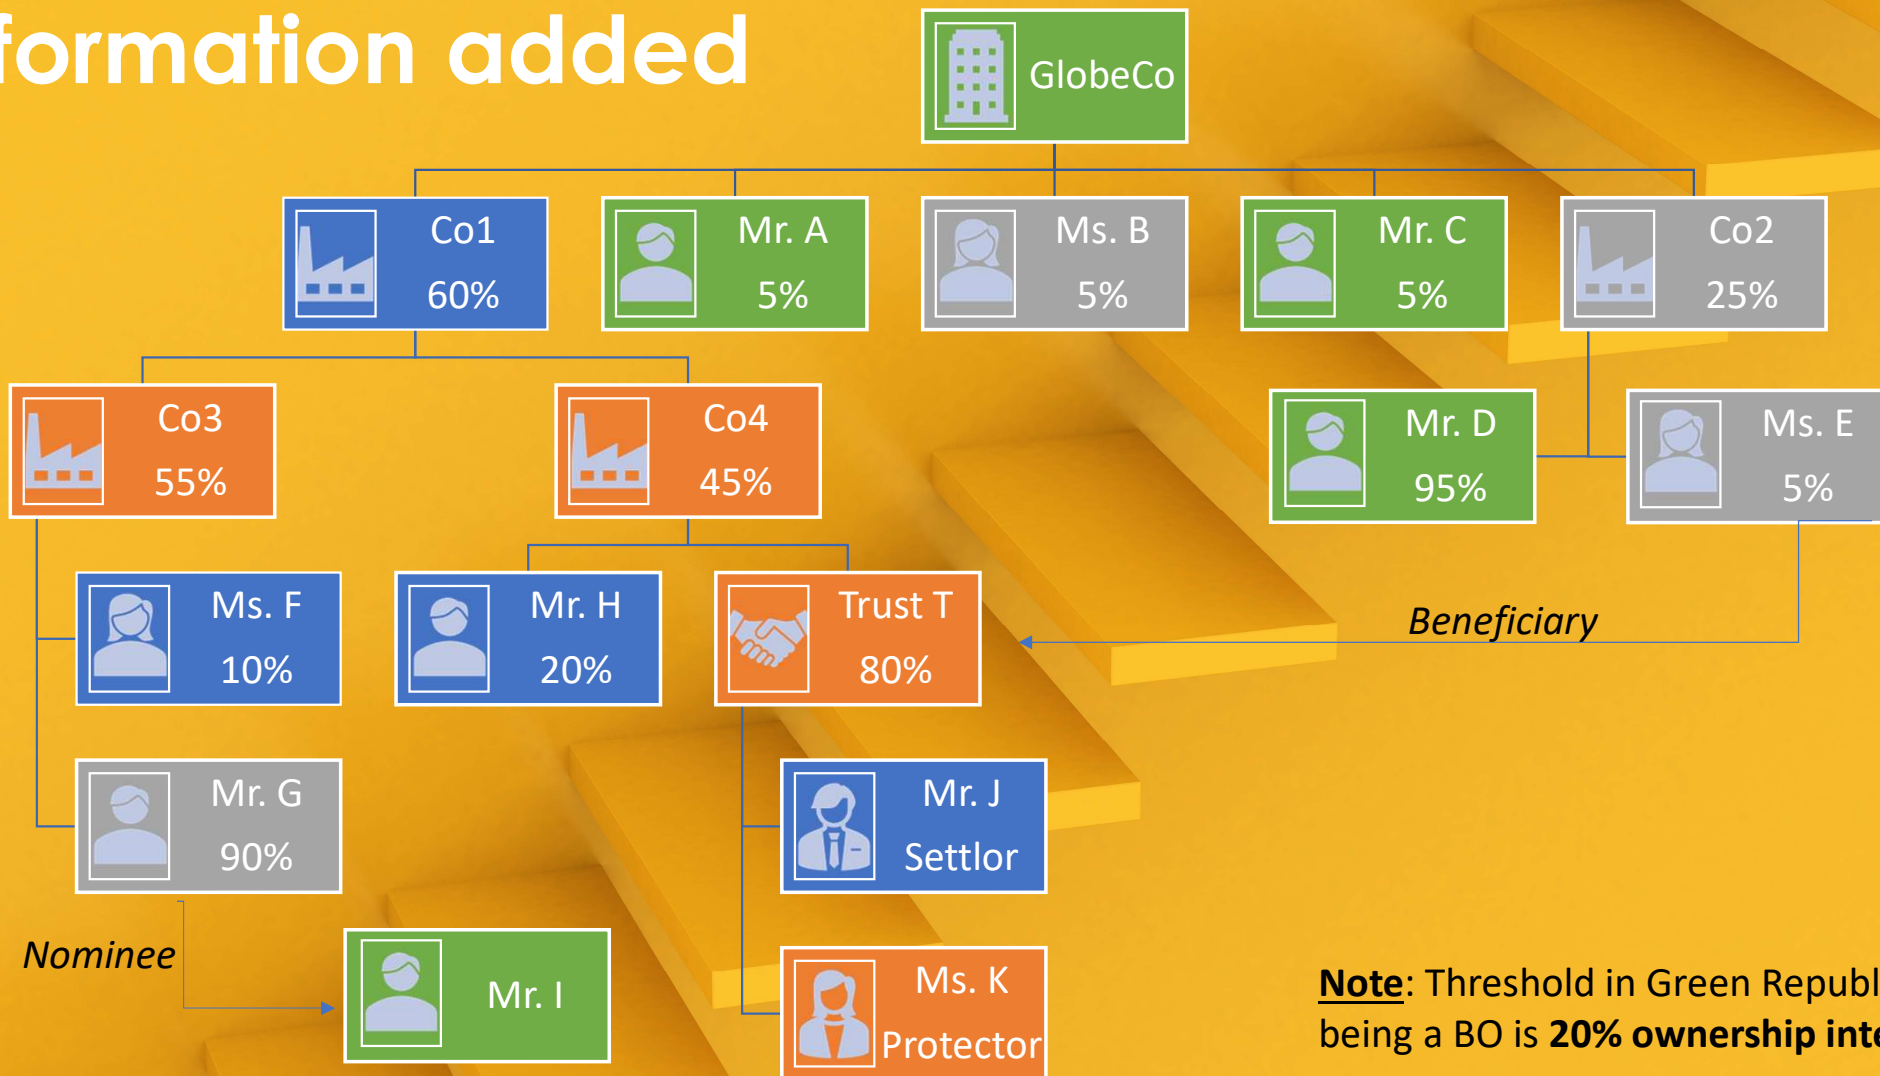 formation added
GlobeCo
Co1
60%
Mr. A
5%
Ms. B
5%
Mr. C
5%
Co2
25%
Co3
55%
Co4
45%
Mr. D
95%
Ms. E
5%
Ms. F
10%
Mr. H
20%
Trust T
80%
Beneficiary
Mr. G
90%
Mr. J
Settlor
Nominee
Mr. I
Ms. K
Protector
Note: Threshold in Green Republ
being a BO is 20% ownership inte